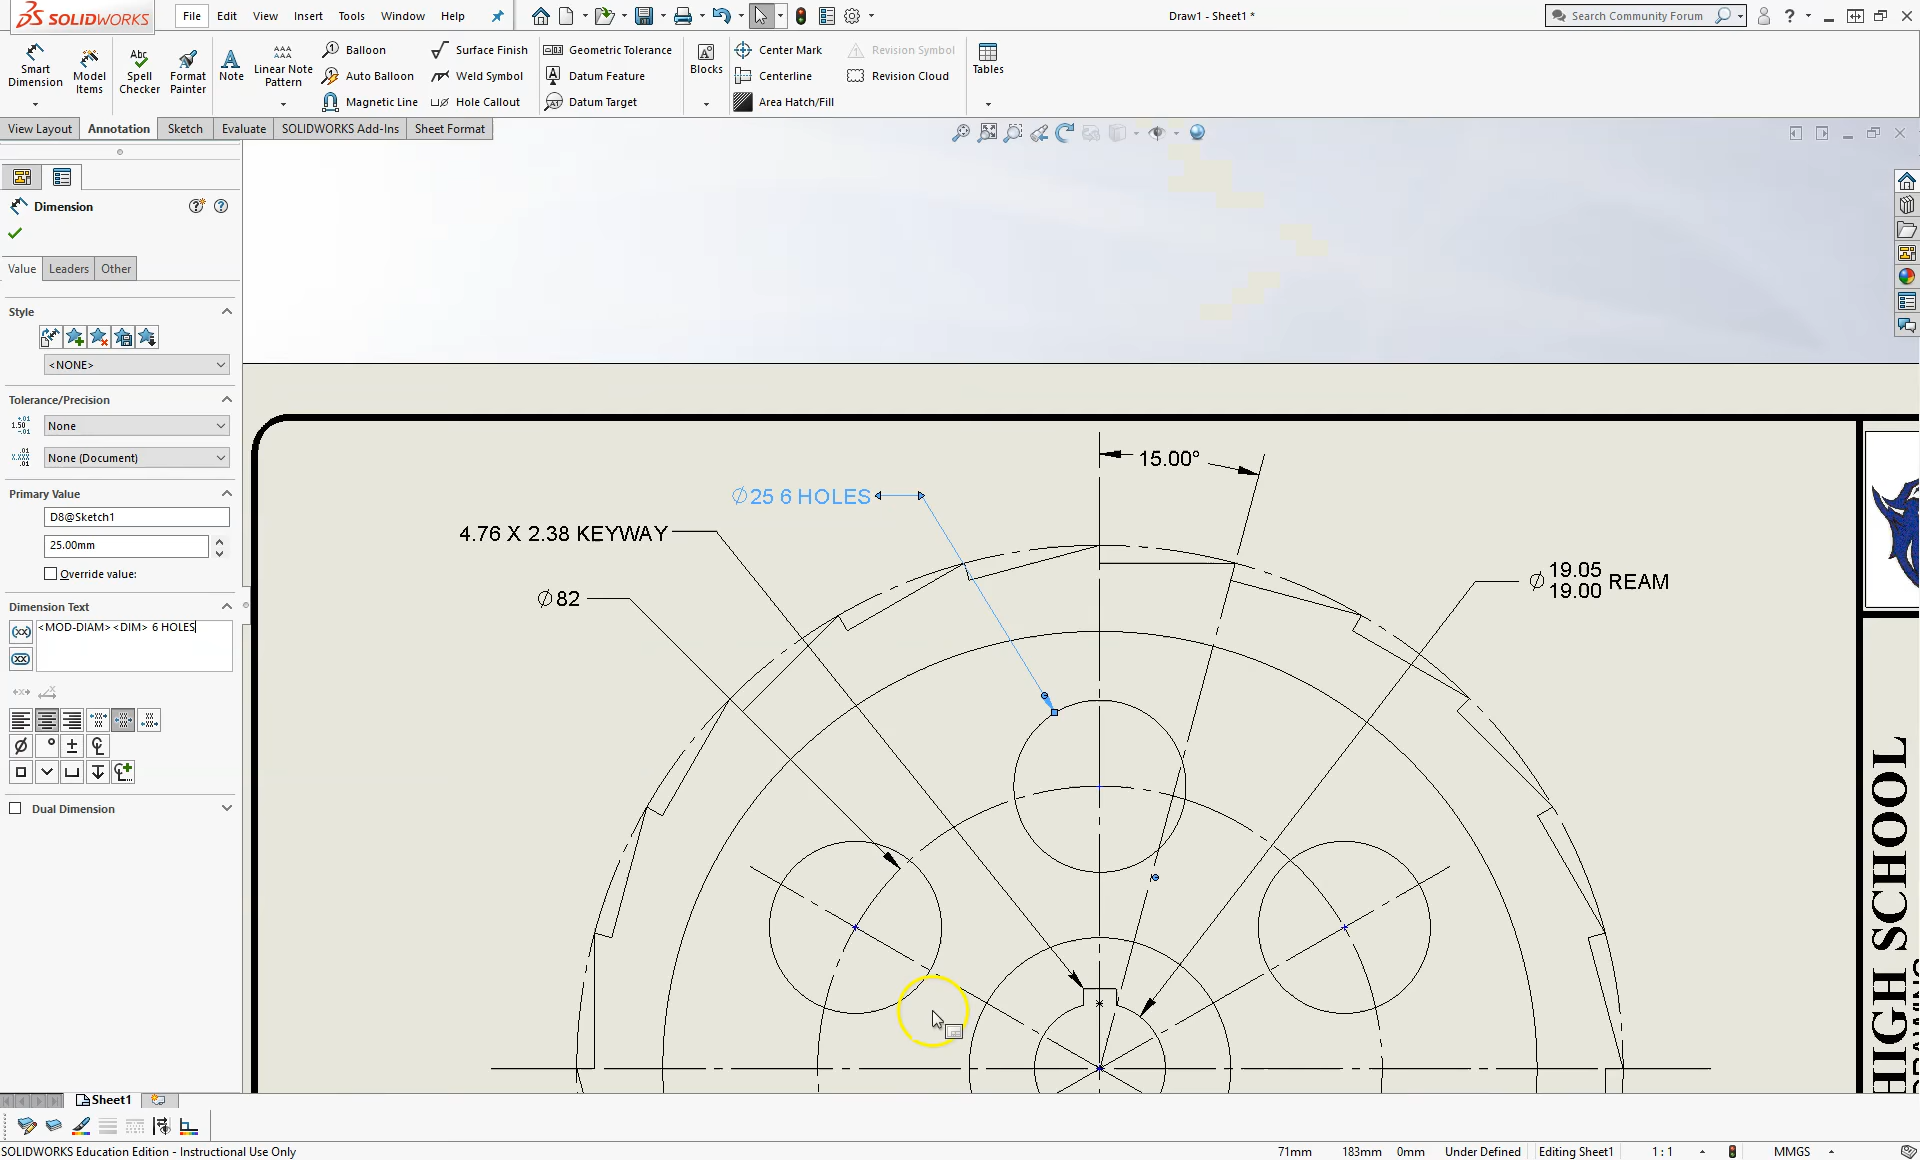 SOLIDWORKS
File Edit View Insert Tools Window Help
Draw1 - Sheet1 *
Search Community Forum
Smart Dimension
Model Items
Spell Checker
Format Painter
Note
Linear Note Pattern
Balloon
Auto Balloon
Magnetic Line
Surface Finish
Weld Symbol
Hole Callout
Geometric Tolerance
Datum Feature
Datum Target
Blocks
Center Mark
Centerline
Area Hatch/Fill
Revision Symbol
Revision Cloud
Tables
View Layout Annotation Sketch Evaluate SOLIDWORKS Add-Ins Sheet Format
Dimension
Value Leaders Other
Style
<NONE>
Tolerance/Precision
None
None (Document)
Primary Value
D8@Sketch1
25.00mm
Override value:
Dimension Text
<MOD-DIAM><DIM> 6 HOLES
Dual Dimension
15.00°
∅25 6 HOLES
4.76 X 2.38 KEYWAY
∅82
∅ 19.05
19.00 REAM
HIGH SCHOOL
Sheet1
SOLIDWORKS Education Edition - Instructional Use Only
71mm 183mm 0mm Under Defined Editing Sheet1 1:1 MMGS